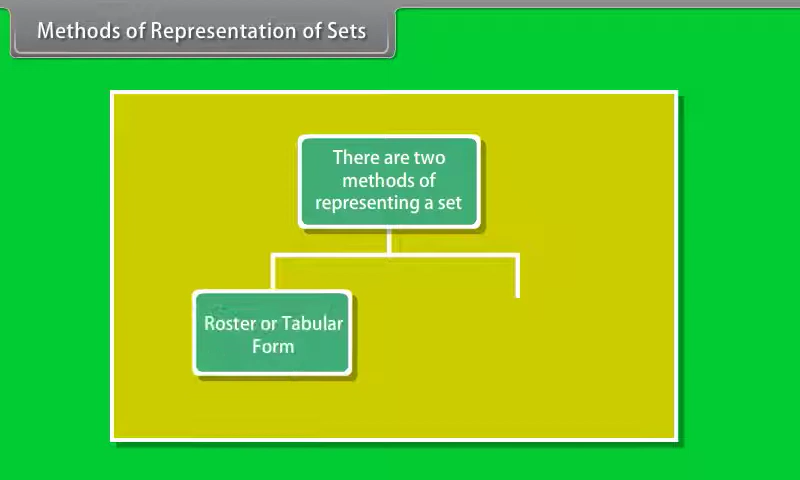 Methods of Representation of Sets
There are two
methods of
representing a set
Roster or Tabular
Form